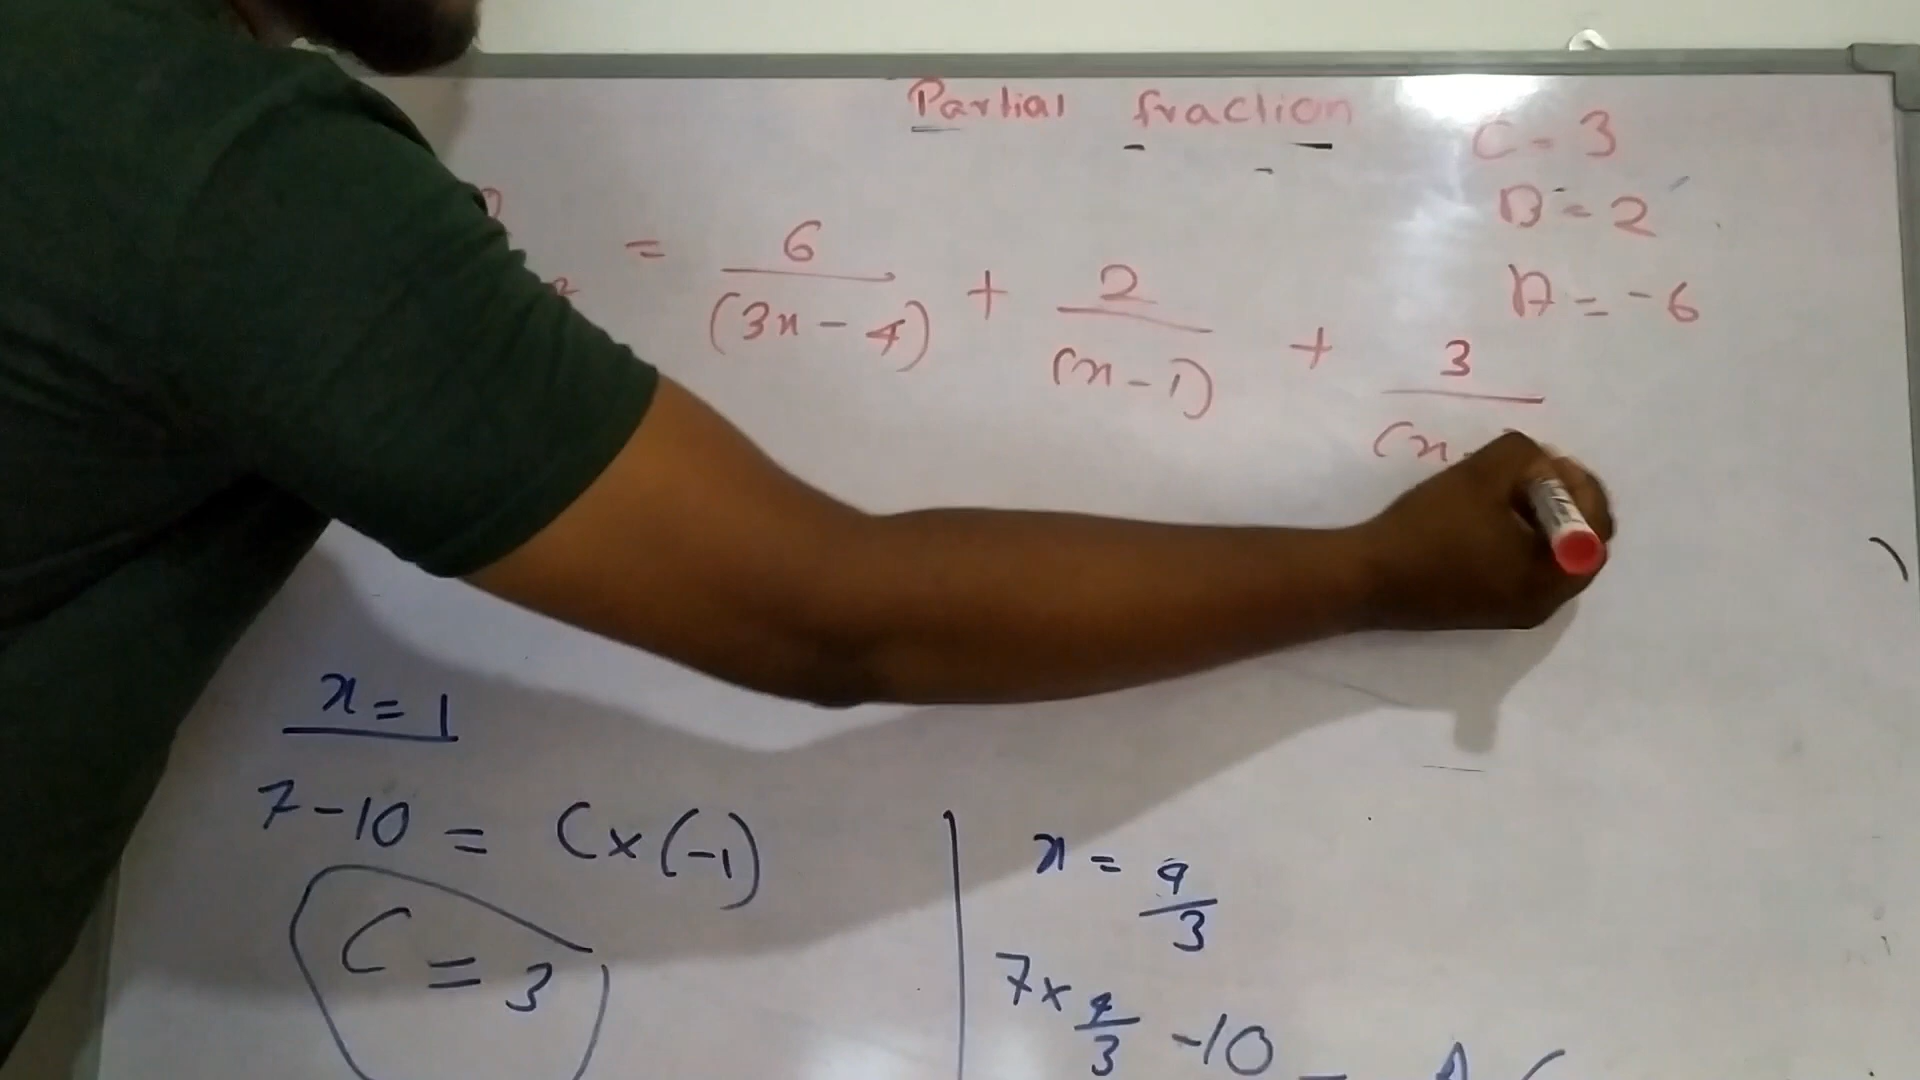 Partial fraction
C = 3
B = 2
A = -6
= 6/(3x - 4) + 2/(x - 1) + 3/(x -
x = 1
7 - 10 = C x (-1)
C = 3
x = 4/3
7 x 4/3 - 10 = A (